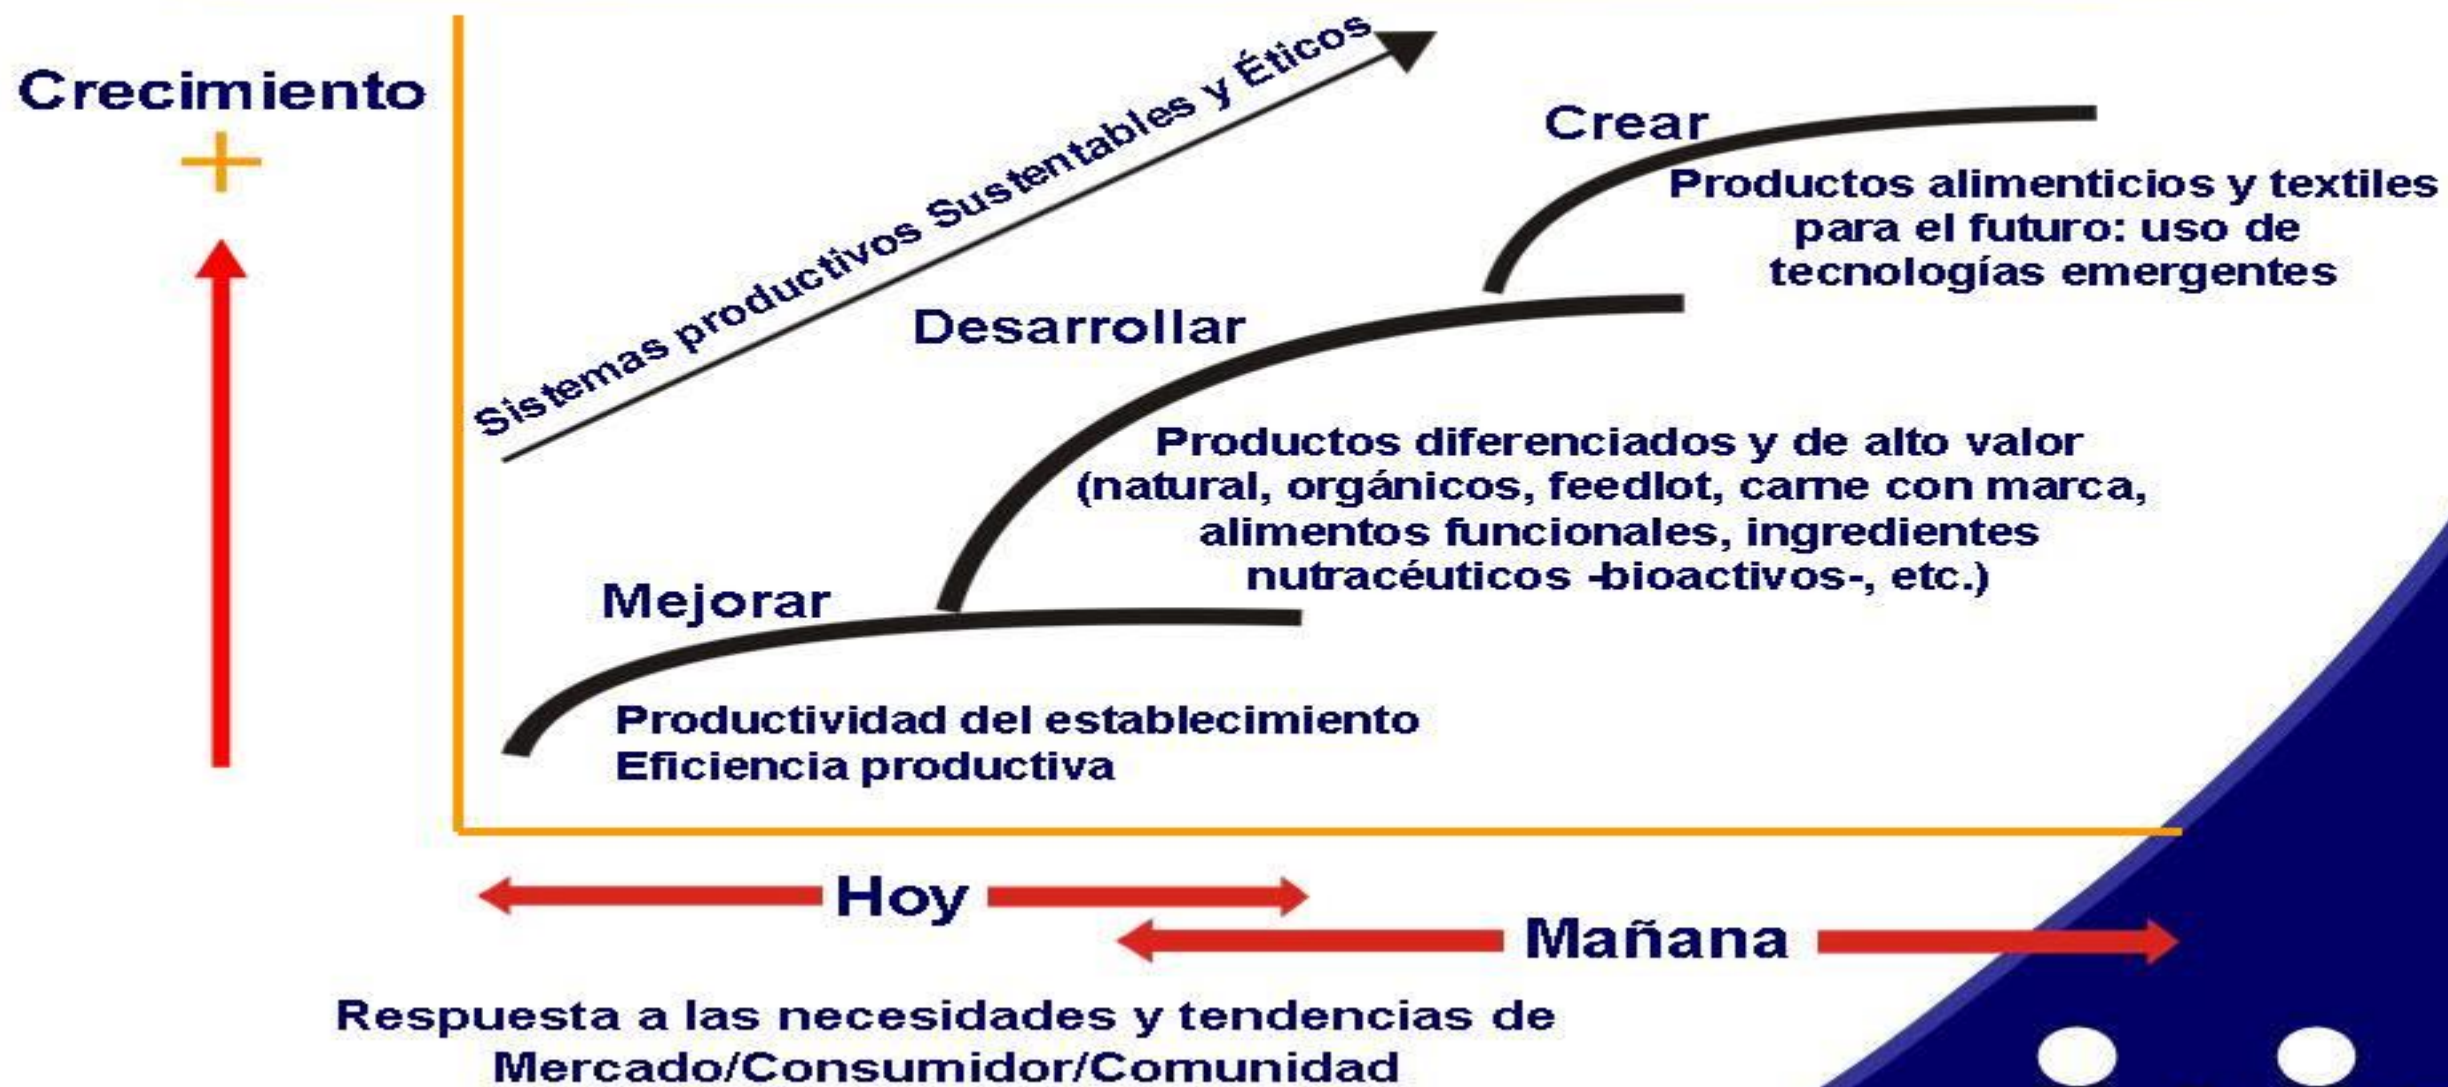 Crecimiento
+
Sistemas productivos Sustentables y Éticos
Crear
Productos alimenticios y textiles
para el futuro: uso de
tecnologías emergentes
Desarrollar
Productos diferenciados y de alto valor
(natural, orgánicos, feedlot, carne con marca,
alimentos funcionales, ingredientes
nutracéuticos -bioactivos-, etc.)
Mejorar
Productividad del establecimiento
Eficiencia productiva
Hoy
Mañana
Respuesta a las necesidades y tendencias de
Mercado/Consumidor/Comunidad